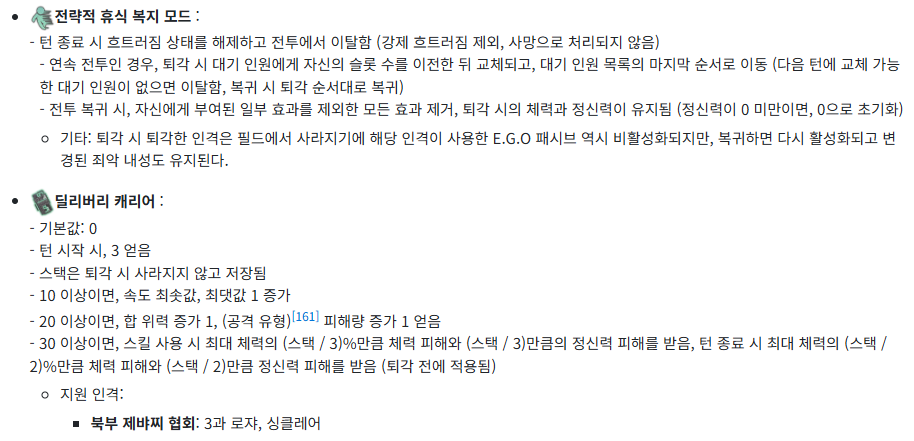 전략적 휴식 복지 모드 :
- 턴 종료 시 흐트러짐 상태를 해제하고 전투에서 이탈함 (강제 흐트러짐 제외, 사망으로 처리되지 않음)
- 연속 전투인 경우, 퇴각 시 대기 인원에게 자신의 슬롯 수를 이전한 뒤 교체되고, 대기 인원 목록의 마지막 순서로 이동 (다음 턴에 교체 가능
한 대기 인원이 없으면 이탈함, 복귀 시 퇴각 순서대로 복귀)
- 전투 복귀 시, 자신에게 부여된 일부 효과를 제외한 모든 효과 제거, 퇴각 시의 체력과 정신력이 유지됨 (정신력이 0 미만이면, 0으로 초기화)
기타: 퇴각 시 퇴각한 인격은 필드에서 사라지기에 해당 인격이 사용한 E.G.O 패시브 역시 비활성화되지만, 복귀하면 다시 활성화되고 변
경된 죄악 내성도 유지된다.
딜리버리 캐리어 :
- 기본값: 0
- 턴 시작 시, 3 얻음
- 스택은 퇴각 시 사라지지 않고 저장됨
- 10 이상이면, 속도 최솟값, 최댓값 1 증가
- 20 이상이면, 합 위력 증가 1, (공격 유형)[161] 피해량 증가 1 얻음
- 30 이상이면, 스킬 사용 시 최대 체력의 (스택 / 3)%만큼 체력 피해와 (스택 / 3)만큼의 정신력 피해를 받음, 턴 종료 시 최대 체력의 (스택 /
2)%만큼 체력 피해와 (스택 / 2)만큼 정신력 피해를 받음 (퇴각 전에 적용됨)
지원 인격:
북부 제뱌찌 협회: 3과 로쟈, 싱클레어